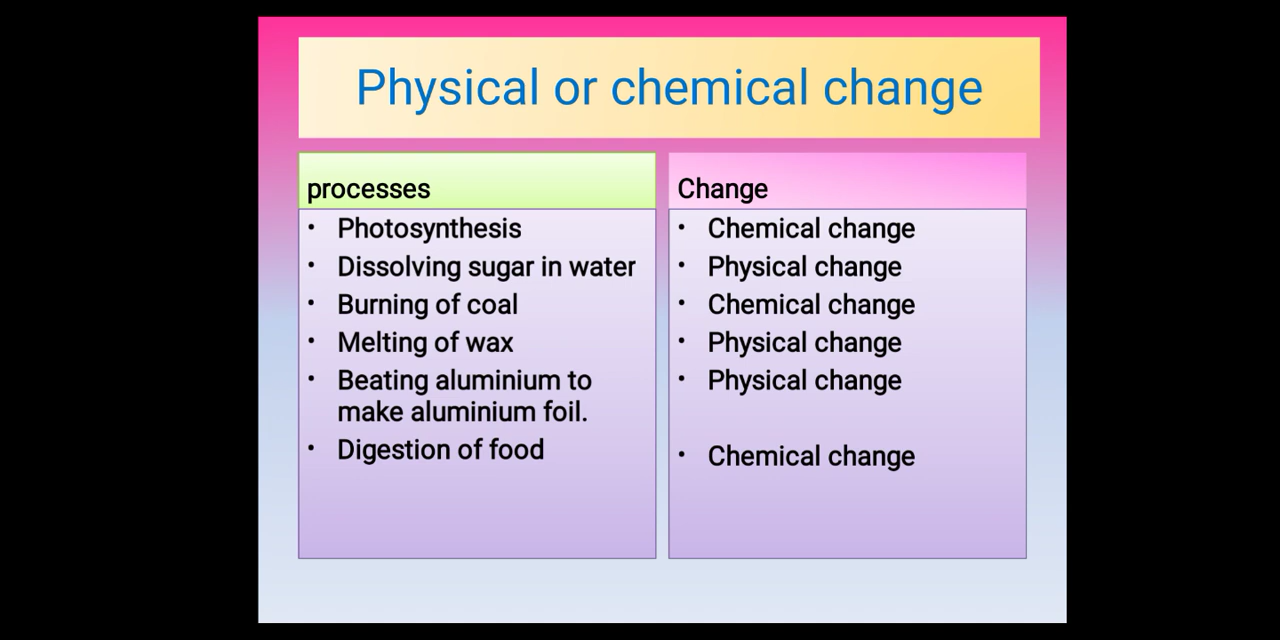 Physical or chemical change
processes
• Photosynthesis
• Dissolving sugar in water
• Burning of coal
• Melting of wax
• Beating aluminium to
make aluminium foil.
• Digestion of food
Change
• Chemical change
• Physical change
• Chemical change
• Physical change
• Physical change
• Chemical change